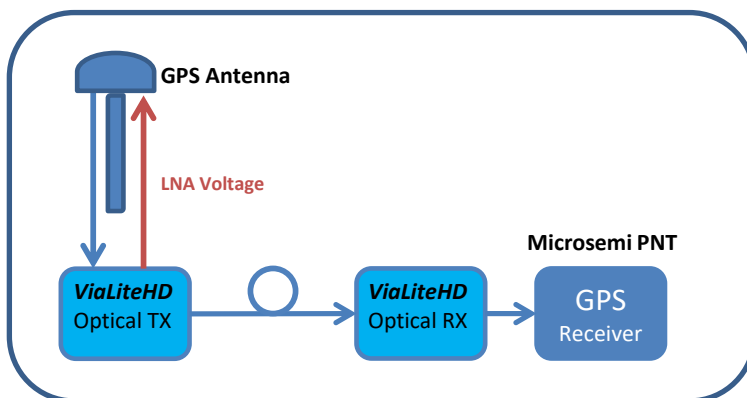 GPS Antenna
LNA Voltage
Microsemi PNT
ViaLiteHD
Optical TX
ViaLiteHD
Optical RX
GPS
Receiver